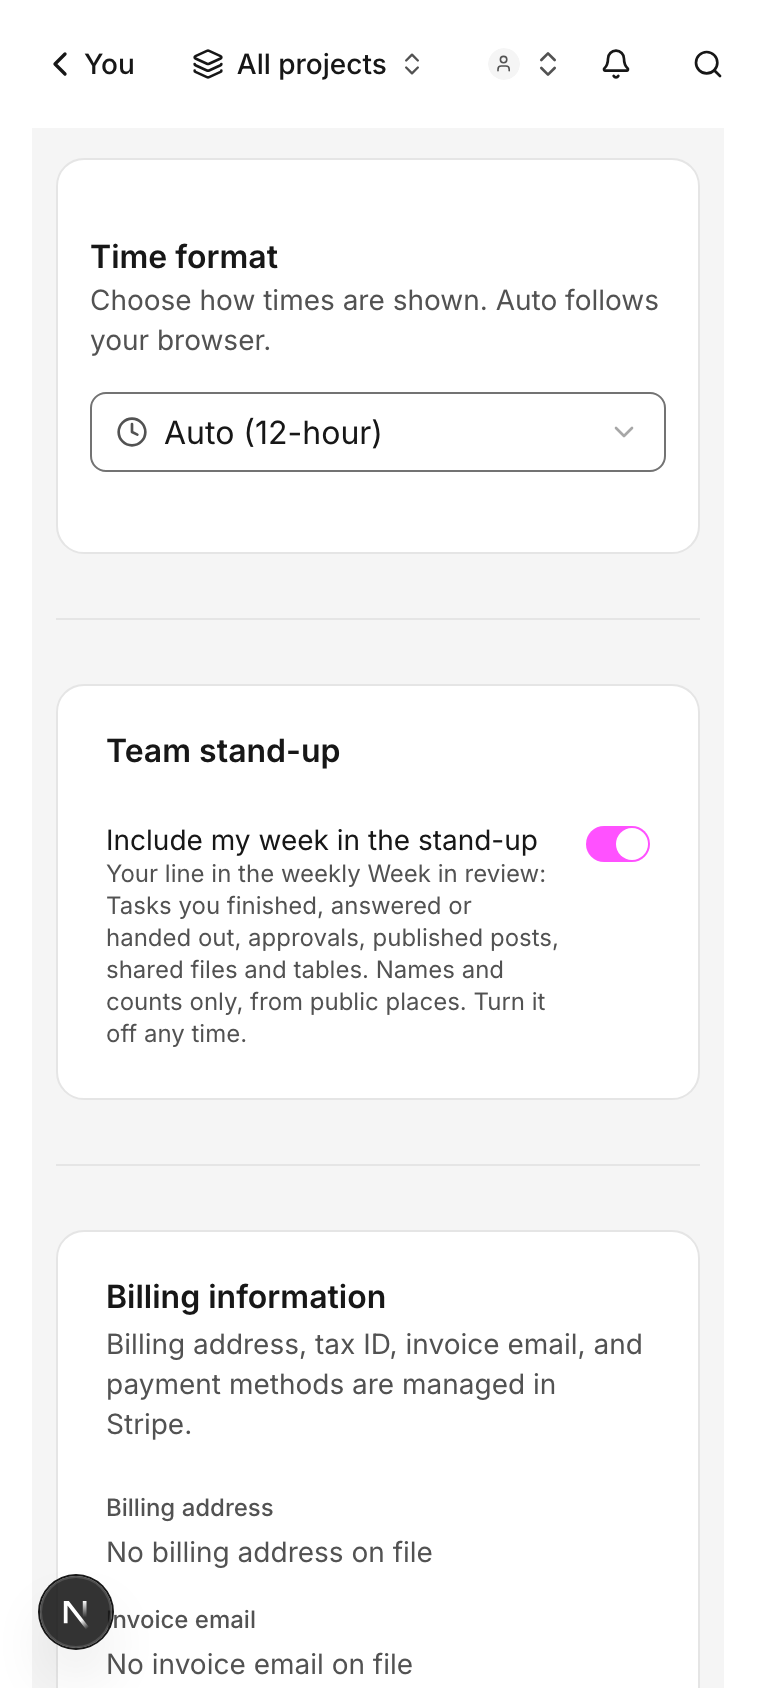 You
All projects
Time format
Choose how times are shown. Auto follows
your browser.
Auto (12-hour)
Team stand-up
Include my week in the stand-up
Your line in the weekly Week in review:
Tasks you finished, answered or
handed out, approvals, published posts,
shared files and tables. Names and
counts only, from public places. Turn it
off any time.
Billing information
Billing address, tax ID, invoice email, and
payment methods are managed in
Stripe.
Billing address
No billing address on file
N
Invoice email
No invoice email on file